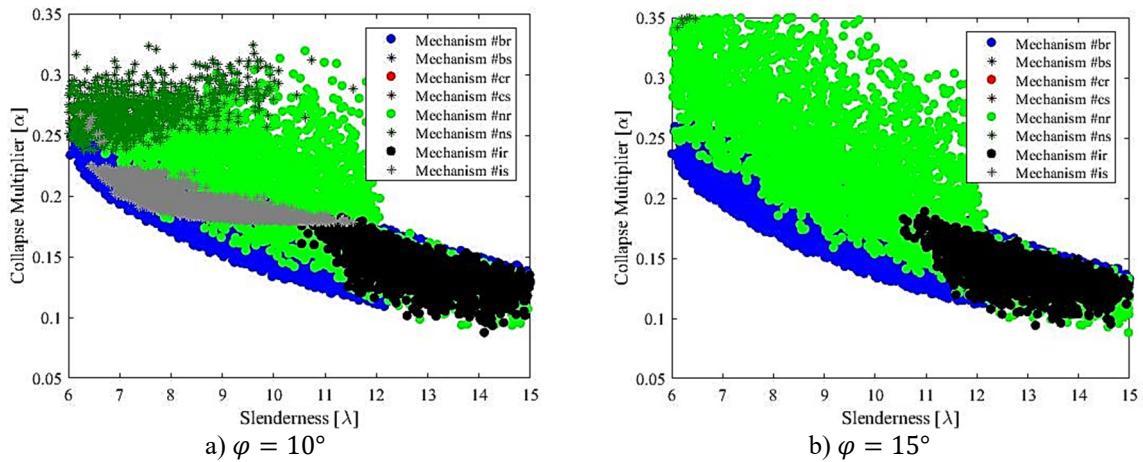 0.35
0.3
0.25
0.2
0.15
0.1
0.05
Collapse Multiplier [α]
6 7 8 9 10 11 12 13 14 15
Slenderness [λ]
Mechanism #br
Mechanism #bs
Mechanism #cr
Mechanism #cs
Mechanism #nr
Mechanism #ns
Mechanism #ir
Mechanism #is
a) φ = 10°
0.35
0.3
0.25
0.2
0.15
0.1
0.05
Collapse Multiplier [α]
6 7 8 9 10 11 12 13 14 15
Slenderness [λ]
Mechanism #br
Mechanism #bs
Mechanism #cr
Mechanism #cs
Mechanism #nr
Mechanism #ns
Mechanism #ir
Mechanism #is
b) φ = 15°